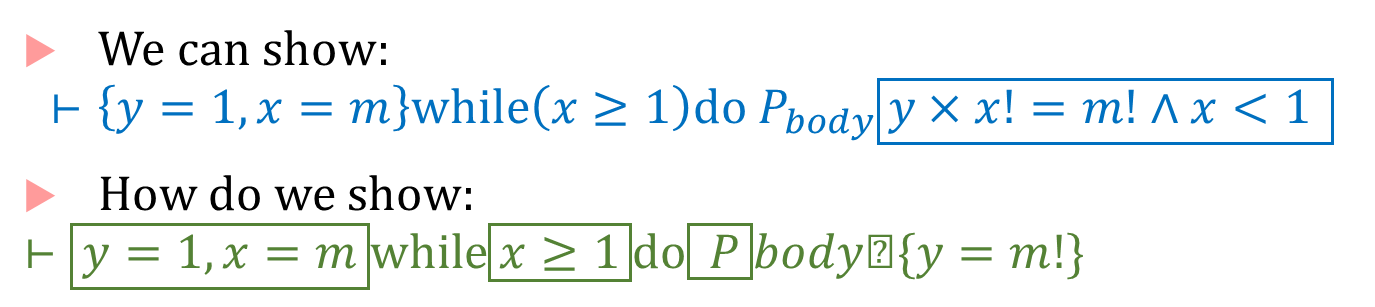 We can show:
⊢ {y = 1, x = m}while(x ≥ 1)do P_body y × x! = m! ∧ x < 1
How do we show:
⊢ y = 1, x = m while x ≥ 1 do P body⍰{y = m!}